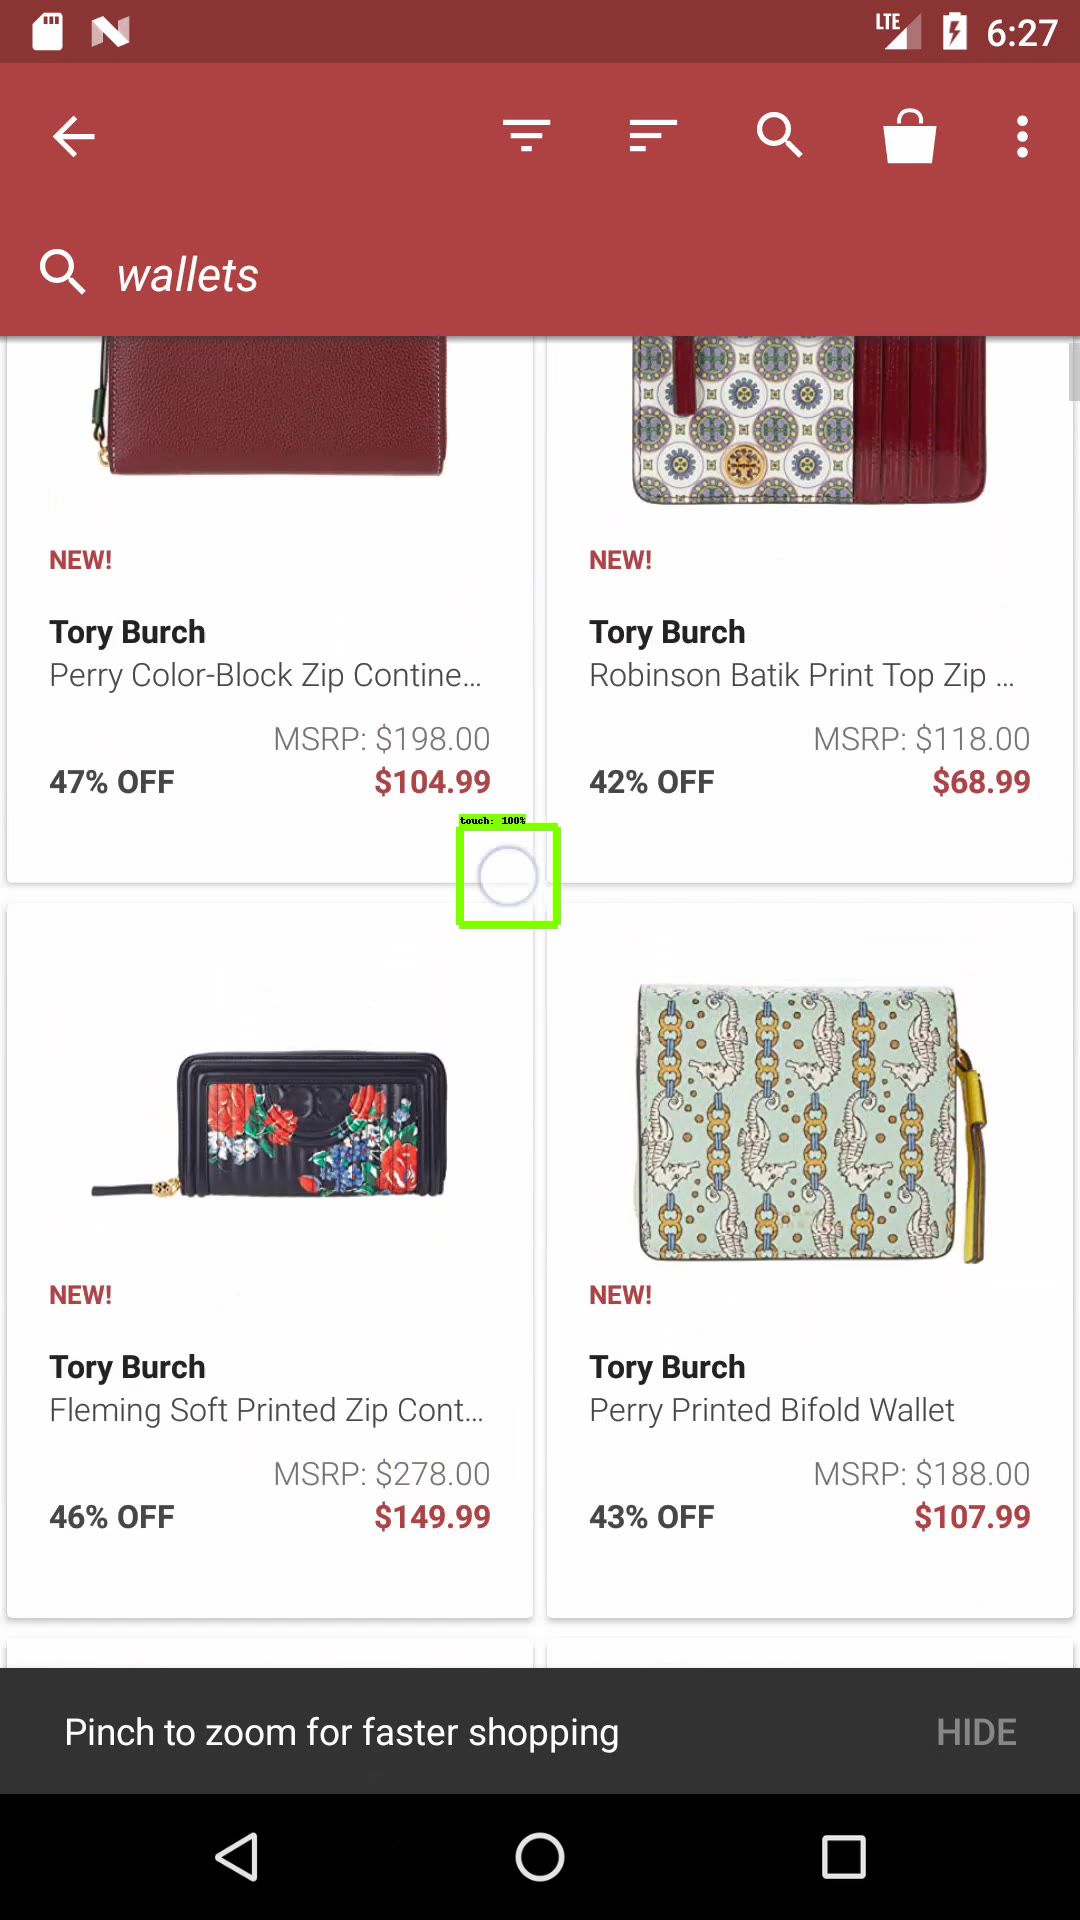 LTE 6:27
wallets
NEW!
Tory Burch
Perry Color-Block Zip Contine...
MSRP: $198.00
47% OFF $104.99
NEW!
Tory Burch
Robinson Batik Print Top Zip ...
MSRP: $118.00
42% OFF $68.99
touch: 100%
NEW!
Tory Burch
Fleming Soft Printed Zip Cont...
MSRP: $278.00
46% OFF $149.99
NEW!
Tory Burch
Perry Printed Bifold Wallet
MSRP: $188.00
43% OFF $107.99
Pinch to zoom for faster shopping HIDE